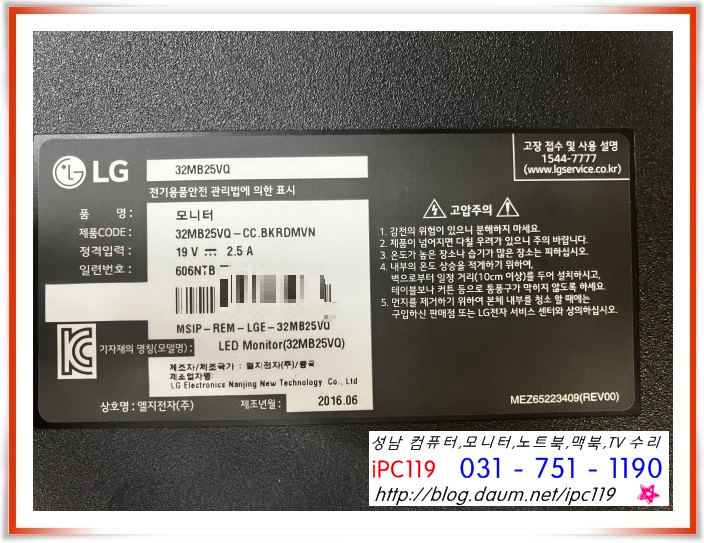 LG
32MB25VQ
고장 접수 및 사용 설명
1544-7777
(www.lgservice.co.kr)
전기용품안전 관리법에 의한 표시
품 명 : 모니터
제품CODE : 32MB25VQ-CC.BKRDMVN
정격입력 : 19 V 2.5 A
일련번호 : 606NTB
MSIP-REM-LGE-32MB25VQ
기자재의 명칭(모델명) : LED Monitor(32MB25VQ)
제조자/제조국가 : 엘지전자(주)/중국
제조업자명:
LG Electronics Nanjing New Technology Co., Ltd
상호명 : 엘지전자(주) 제조년월 : 2016.06
고압주의
1. 감전의 위험이 있으니 분해하지 마세요.
2. 제품이 넘어지면 다칠 우려가 있으니 주의 바랍니다.
3. 온도가 높은 장소나 습기가 많은 장소는 피하십시오.
4. 내부의 온도 상승을 적게하기 위하여,
벽으로부터 일정 거리(10cm 이상)를 두어 설치하시고,
테이블보나 커튼 등으로 통풍구가 막히지 않도록 하세요.
5. 먼지를 제거하기 위하여 본체 내부를 청소 할 때에는
구입하신 판매점 또는 LG전자 서비스 센터와 상의하십시오.
MEZ65223409(REV00)
성남 컴퓨터,모니터,노트북,맥북,TV 수리
iPC119 031 - 751 - 1190
http://blog.daum.net/ipc119